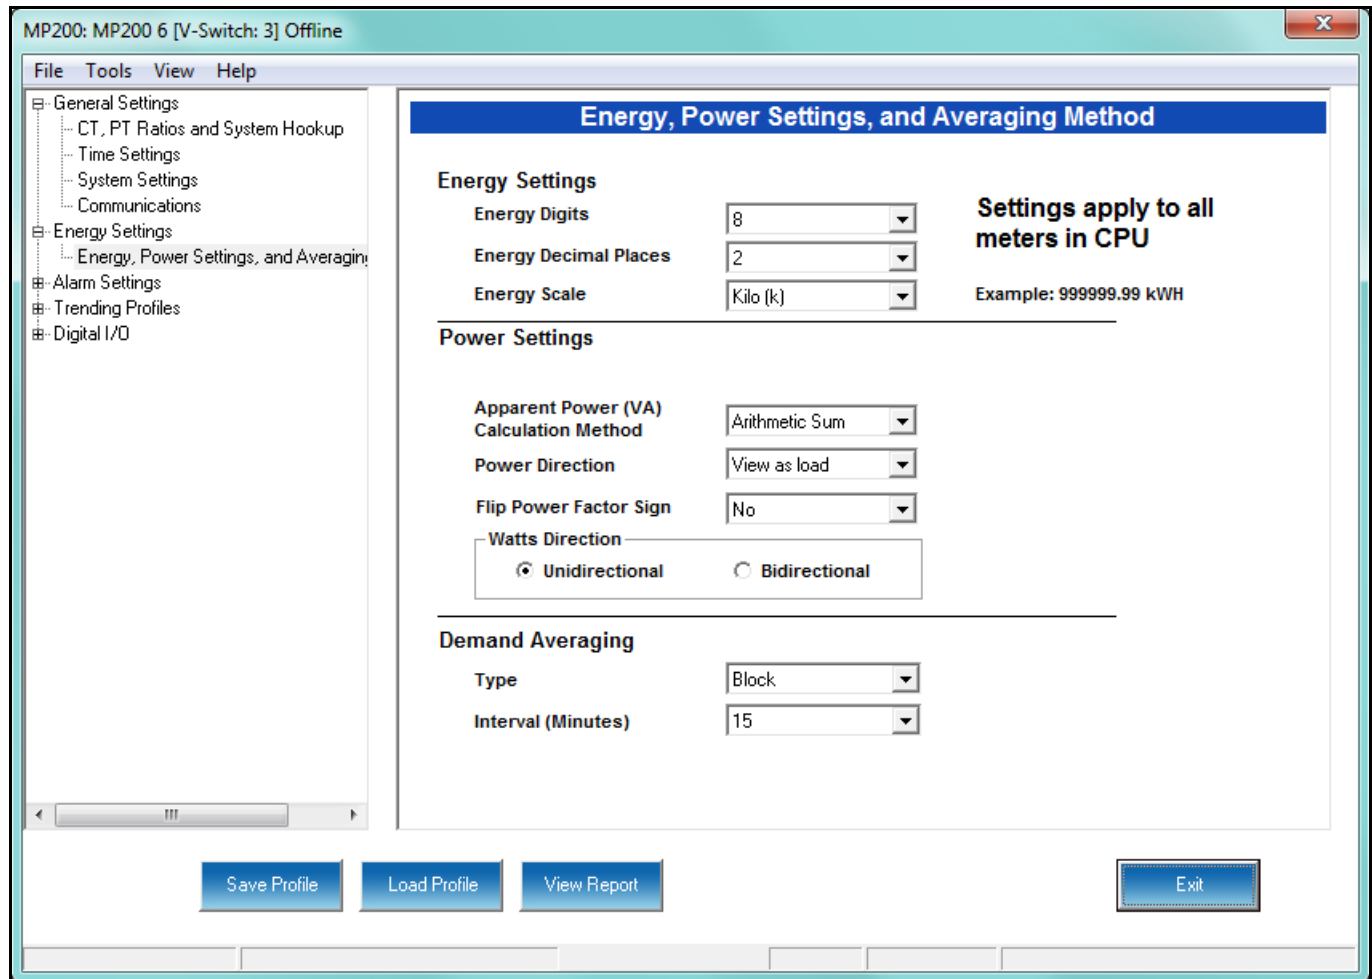 MP200: MP200 6 [V-Switch: 3] Offline
x
File Tools View Help
General Settings
CT, PT Ratios and System Hookup
Time Settings
System Settings
Communications
Energy Settings
Energy, Power Settings, and Averaging
Alarm Settings
Trending Profiles
Digital I/O
Energy, Power Settings, and Averaging Method
Energy Settings
Energy Digits 8
Energy Decimal Places 2
Energy Scale Kilo (k)
Settings apply to all
meters in CPU
Example: 999999.99 kWH
Power Settings
Apparent Power (VA)
Calculation Method Arithmetic Sum
Power Direction View as load
Flip Power Factor Sign No
Watts Direction
Unidirectional Bidirectional
Demand Averaging
Type Block
Interval (Minutes) 15
Save Profile Load Profile View Report Exit